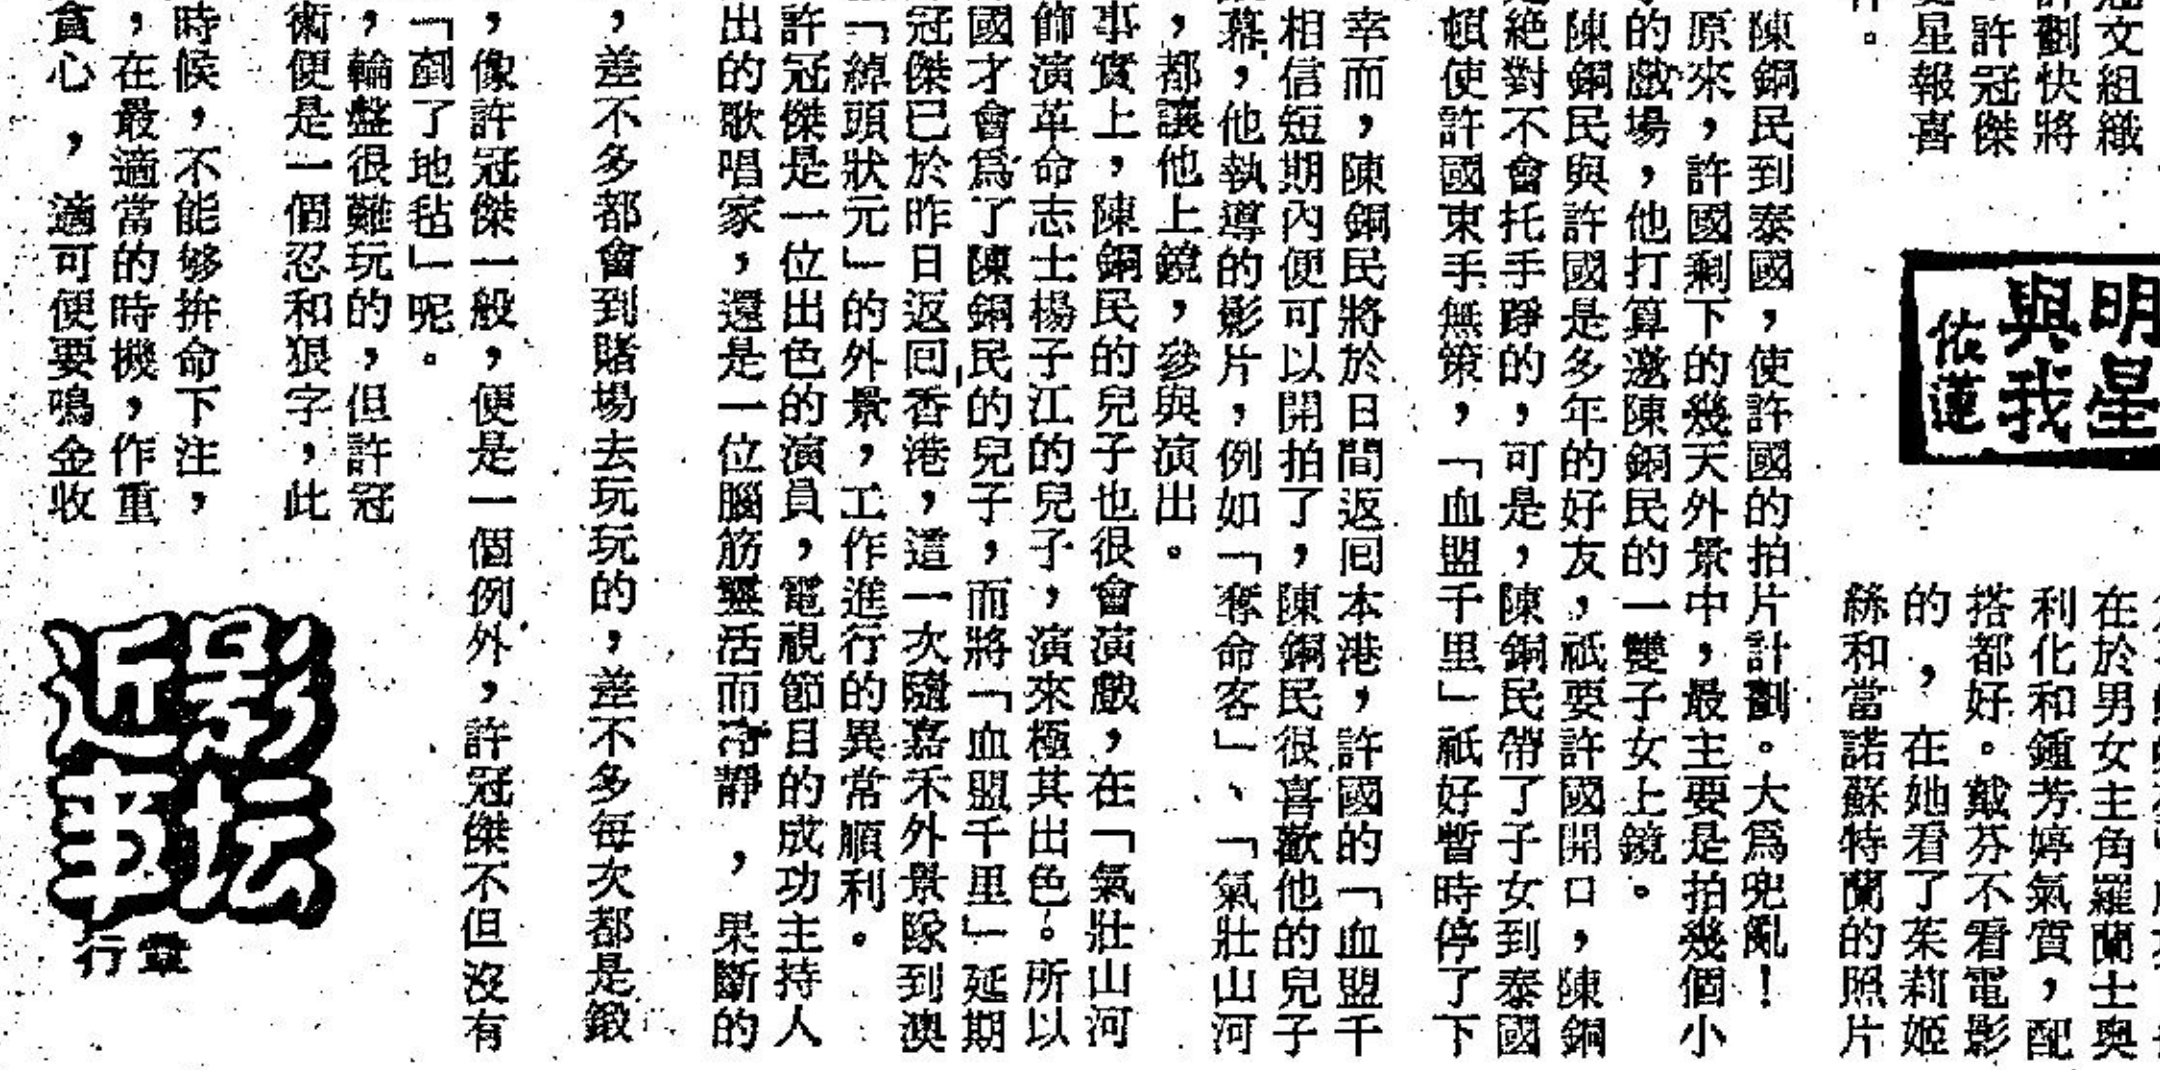 文組織
劃快將
許冠傑
星報喜
。
明星
與我
依蓮
在於男女主角羅蘭士奧
利化和鍾芳婷氣質，配
搭都好。戴芬不看電影
的，在她看了茱莉姬
絲和當諾蘇特蘭的照片
陳銅民到泰國，使許國的拍片計劃。大為兜亂！
原來，許國剩下的幾天外景中，最主要是拍幾個小
的戲場，他打算邀陳銅民的一雙子女上鏡。
陳銅民與許國是多年的好友，祇要許國開口，陳銅
絕對不會托手踭的，可是，陳銅民帶了子女到泰國
頓使許國束手無策，「血盟千里」祇好暫時停了下
幸而，陳銅民將於日間返囘本港，許國的「血盟千
相信短期內便可以開拍了，陳銅民很喜歡他的兒子
幕，他執導的影片，例如「奪命客」、「氣壯山河
，都讓他上鏡，參與演出。
事實上，陳銅民的兒子也很會演戲，在「氣壯山河
飾演革命志士楊子江的兒子，演來極其出色。所以
國才會爲了陳銅民的兒子，而將「血盟千里」延期
冠傑已於昨日返囘香港，這一次隨嘉禾外景隊到澳
「綽頭狀元」的外景，工作進行的異常順利。
許冠傑是一位出色的演員，電視節目的成功主持人
出的歌唱家，還是一位腦筋靈活而冷靜，果斷的
，差不多都會到賭場去玩玩的，差不多每次都是鍛
，像許冠傑一般，便是一個例外，許冠傑不但沒有
「剷了地毡」呢。
，輪盤很難玩的，但許冠
術便是一個忍和狠字，此
時候，不能够拚命下注，
，在最適當的時機，作重
貪心，適可便要鳴金收
影坛
近事
章行